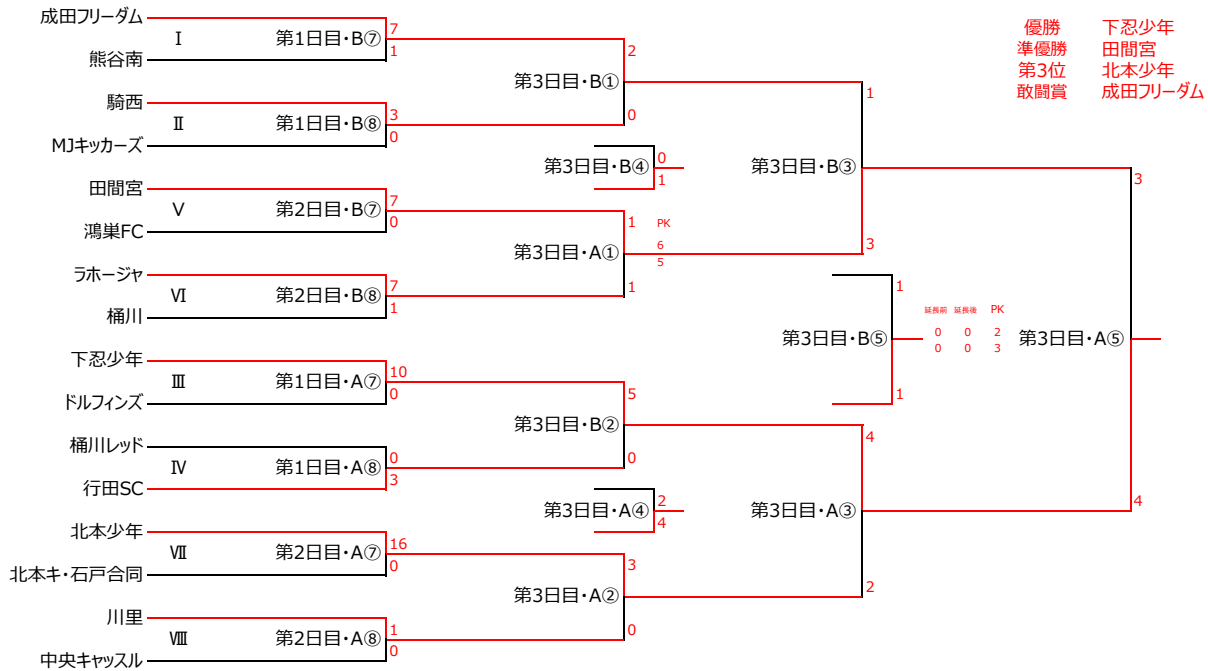 成田フリーダム
Ⅰ 第1日目・B⑦ 7
熊谷南 1
2
第3日目・B①
0
騎西
Ⅱ 第1日目・B⑧ 3
MJキッカーズ 0
第3日目・B④ 0
1
1
第3日目・B③
3
田間宮
Ⅴ 第2日目・B⑦ 7
鴻巣FC 0
1 PK
第3日目・A① 6
5
1
ラホージャ
Ⅵ 第2日目・B⑧ 7
桶川 1
1
延長前 延長後 PK
第3日目・B⑤ 0 0 2
0 0 3
1
3
第3日目・A⑤
4
下忍少年
Ⅲ 第1日目・A⑦ 10
ドルフィンズ 0
5
第3日目・B②
0
桶川レッド
Ⅳ 第1日目・A⑧ 0
行田SC 3
第3日目・A④ 2
4
4
第3日目・A③
2
北本少年
Ⅶ 第2日目・A⑦ 16
北本キ・石戸合同 0
3
第3日目・A②
0
川里
Ⅷ 第2日目・A⑧ 1
中央キャッスル 0
優勝 下忍少年
準優勝 田間宮
第3位 北本少年
敢闘賞 成田フリーダム